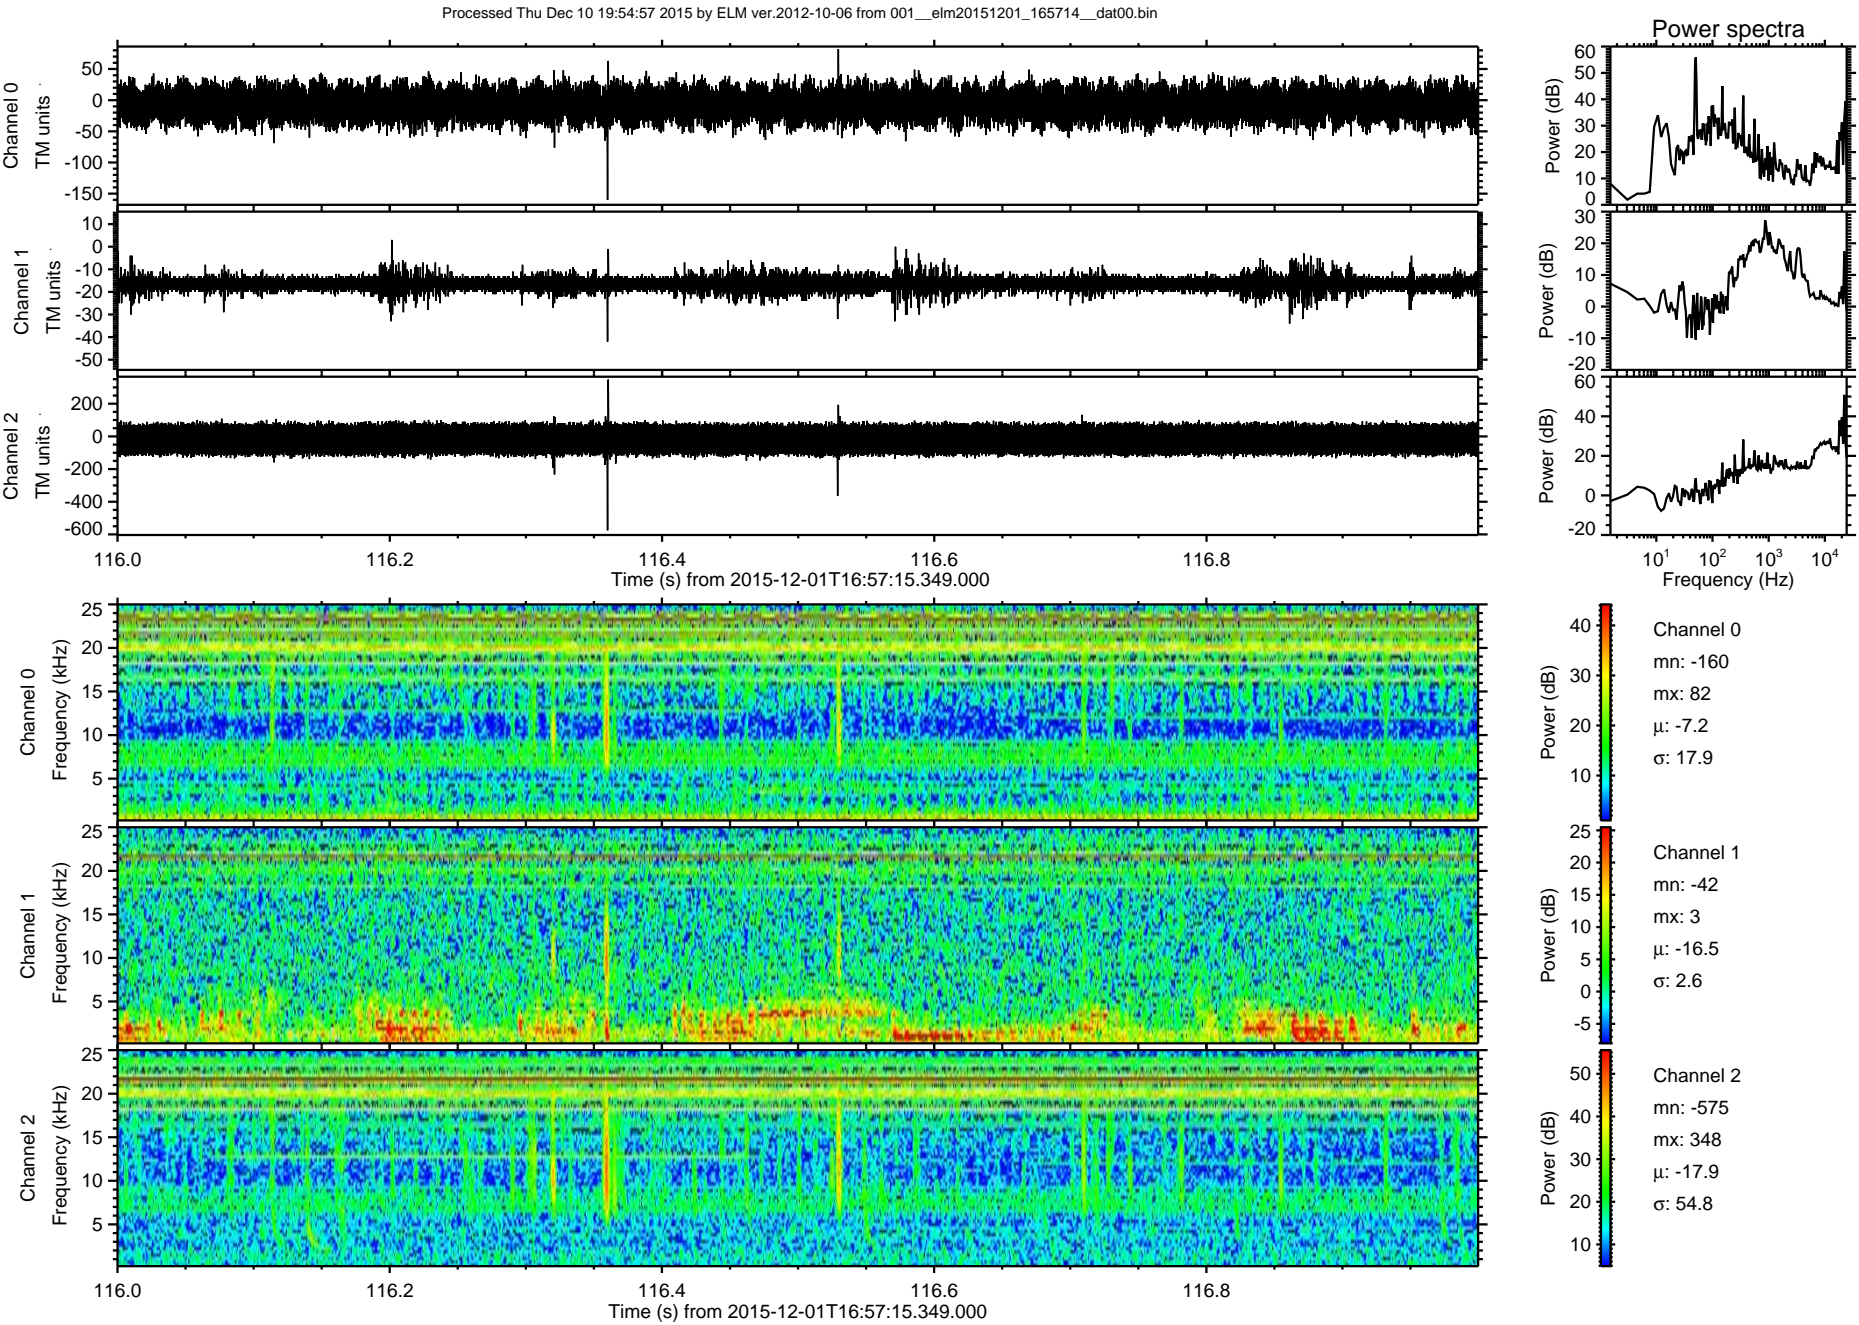 Processed Thu Dec 10 19:54:57 2015 by ELM ver.2012-10-06 from 001__elm20151201_165714__dat00.bin
Power spectra
Channel 0
TM units
50
0
-50
-100
-150
Power (dB)
60
50
40
30
20
10
0
Channel 1
TM units
10
0
-10
-20
-30
-40
-50
Power (dB)
30
20
10
0
-10
-20
Channel 2
TM units
200
0
-200
-400
-600
Power (dB)
60
40
20
0
-20
116.0 116.2 116.4 116.6 116.8
Time (s) from 2015-12-01T16:57:15.349.000
10¹ 10² 10³ 10⁴
Frequency (Hz)
Channel 0
Frequency (kHz)
25
20
15
10
5
Power (dB)
40
30
20
10
Channel 0
mn: -160
mx: 82
μ: -7.2
σ: 17.9
Channel 1
Frequency (kHz)
25
20
15
10
5
Power (dB)
25
20
15
10
5
0
-5
Channel 1
mn: -42
mx: 3
μ: -16.5
σ: 2.6
Channel 2
Frequency (kHz)
25
20
15
10
5
Power (dB)
50
40
30
20
10
Channel 2
mn: -575
mx: 348
μ: -17.9
σ: 54.8
116.0 116.2 116.4 116.6 116.8
Time (s) from 2015-12-01T16:57:15.349.000